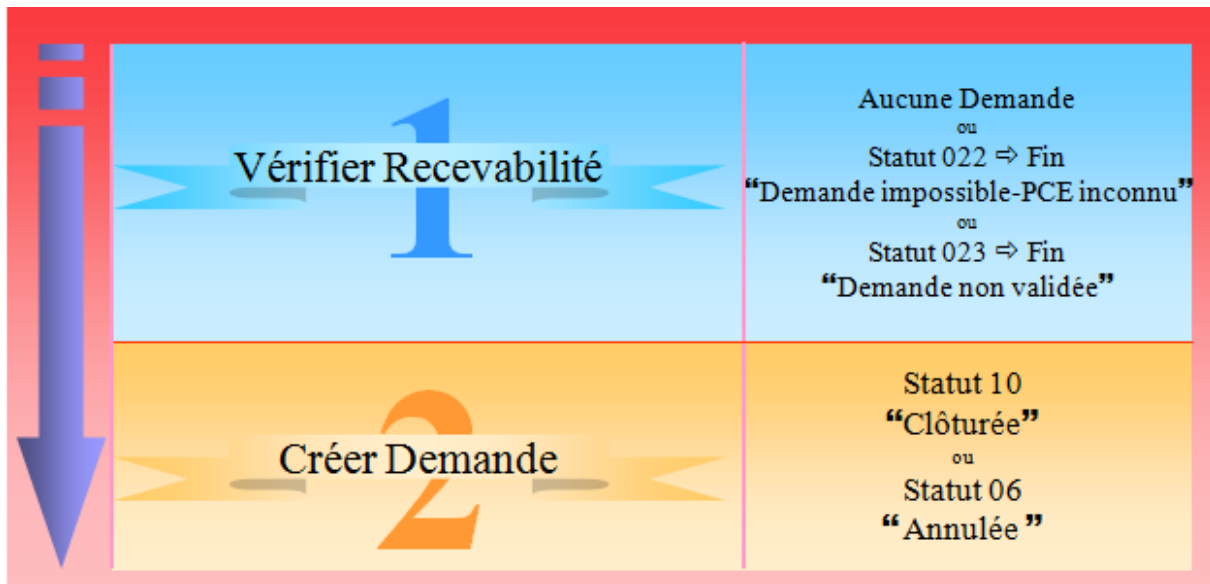 1
Vérifier Recevabilité
Aucune Demande
ou
Statut 022 ⇨ Fin
“Demande impossible-PCE inconnu”
ou
Statut 023 ⇨ Fin
“Demande non validée”
2
Créer Demande
Statut 10
“Clôturée”
ou
Statut 06
“Annulée ”